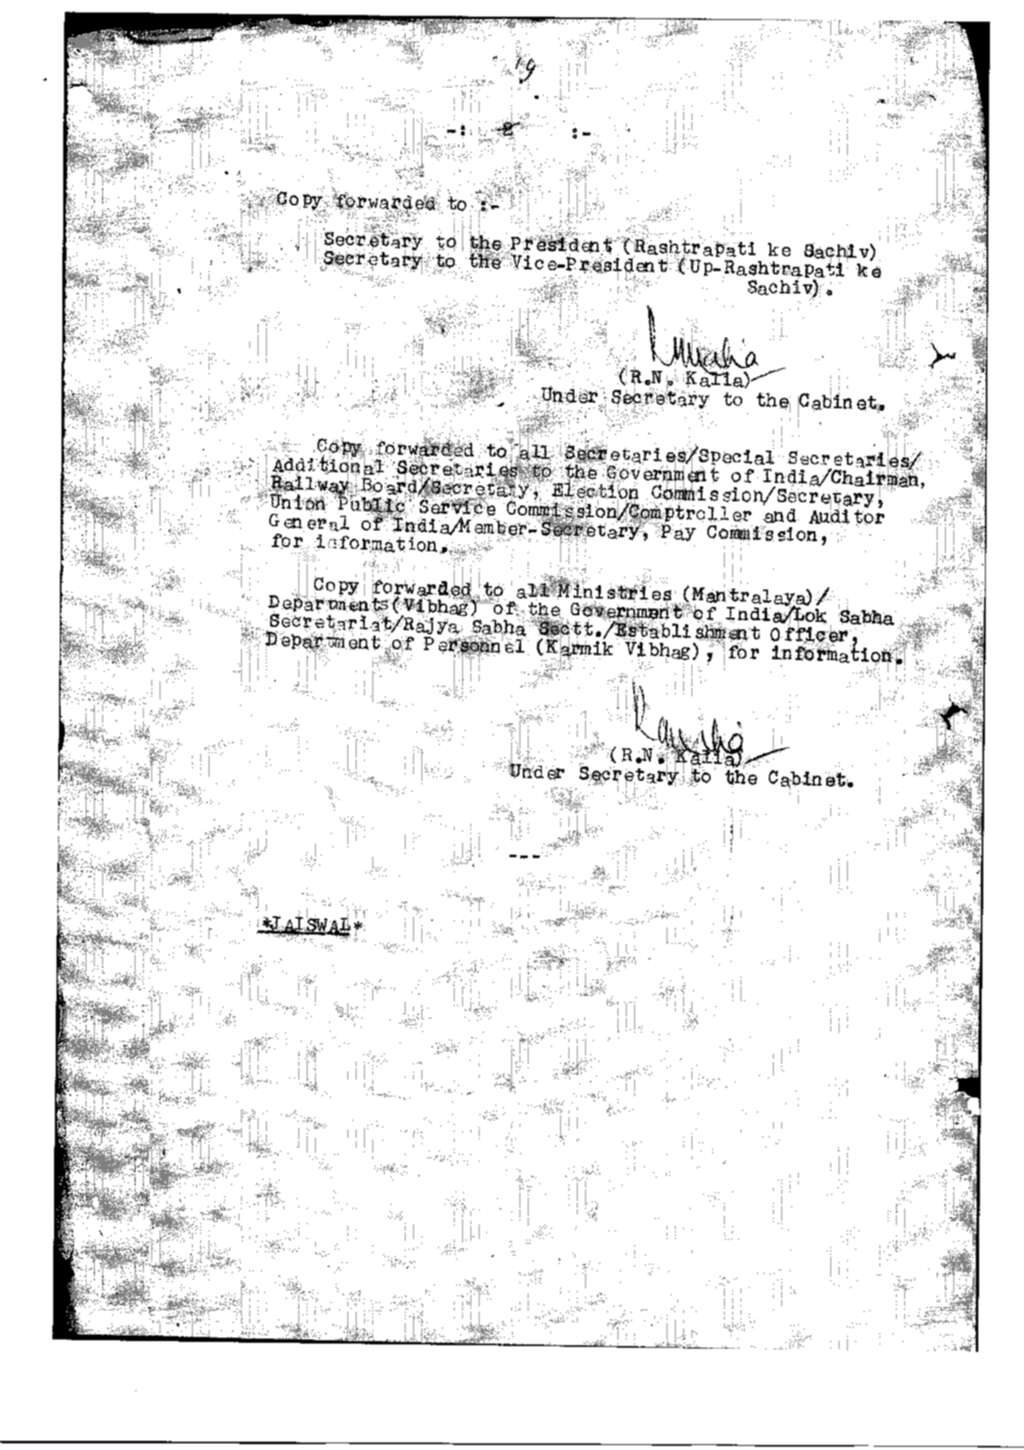 19
-: 2 :-
Copy forwarded to :-
Secretary to the President (Rashtrapati ke Sachiv)
Secretary to the Vice-President (Up-Rashtrapati ke
Sachiv).
(R.N. Kalla)
Under Secretary to the Cabinet.
Copy forwarded to all Secretaries/Special Secretaries/
Additional Secretaries to the Government of India/Chairman,
Railway Board/Secretary, Election Commission/Secretary,
Union Public Service Commission/Comptroller and Auditor
General of India/Member-Secretary, Pay Commission,
for information.
Copy forwarded to all Ministries (Mantralaya)/
Departments(Vibhag) of the Government of India/Lok Sabha
Secretariat/Rajya Sabha Sectt./Establishment Officer,
Department of Personnel (Karmik Vibhag), for information.
(R.N. Kalla)
Under Secretary to the Cabinet.
----
*JAISWAL*